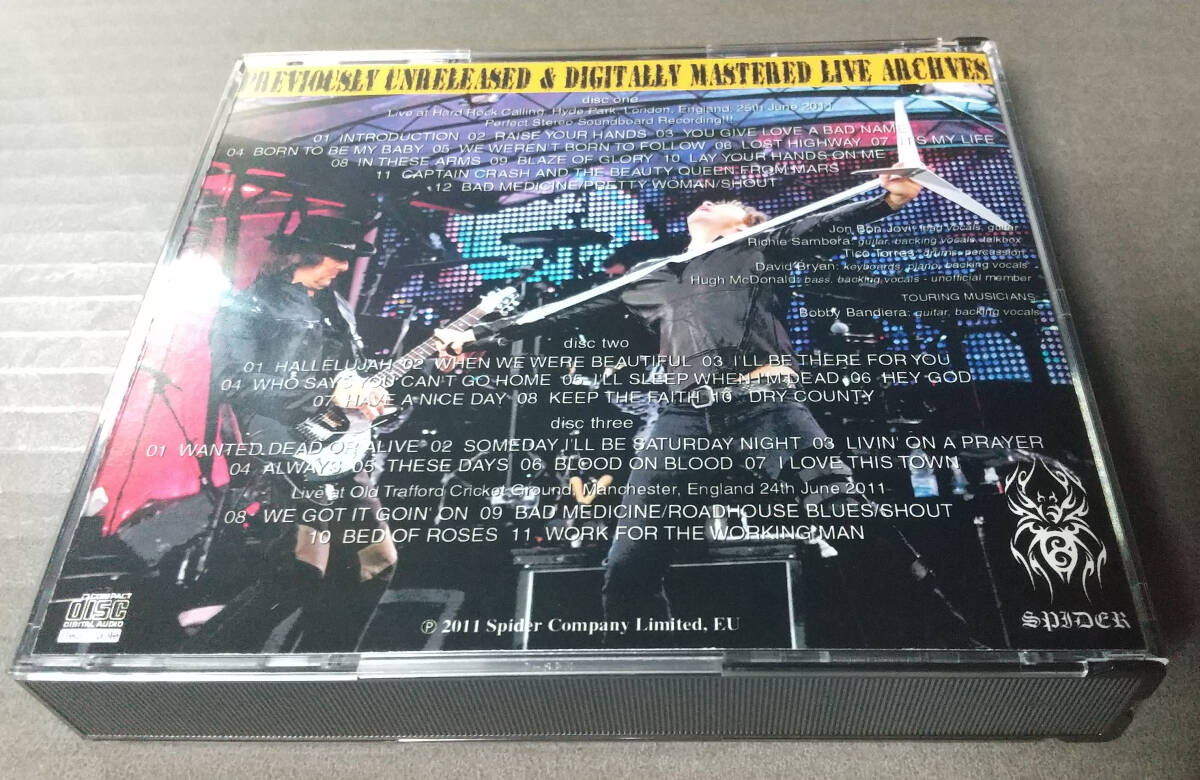 PREVIOUSLY UNRELEASED & DIGITALLY MASTERED LIVE ARCHVES
disc one
Live at Hard Rock Calling, Hyde Park, London, England, 25th June 2011
Perfect Stereo Soundboard Recording!!!
01 INTRODUCTION 02 RAISE YOUR HANDS 03 YOU GIVE LOVE A BAD NAME
04 BORN TO BE MY BABY 05 WE WEREN'T BORN TO FOLLOW 06 LOST HIGHWAY 07 IT'S MY LIFE
08 IN THESE ARMS 09 BLAZE OF GLORY 10 LAY YOUR HANDS ON ME
11 CAPTAIN CRASH AND THE BEAUTY QUEEN FROM MARS
12 BAD MEDICINE/PRETTY WOMAN/SHOUT
Jon Bon Jovi: lead vocals, guitar
Richie Sambora: guitar, backing vocals, talkbox
Tico Torres: drums, percussion
David Bryan: keyboards, piano, backing vocals
Hugh McDonald: bass, backing vocals - unofficial member
TOURING MUSICIANS
Bobby Bandiera: guitar, backing vocals
disc two
01 HALLELUJAH 02 WHEN WE WERE BEAUTIFUL 03 I'LL BE THERE FOR YOU
04 WHO SAYS YOU CAN'T GO HOME 05 I'LL SLEEP WHEN I'M DEAD 06 HEY GOD
07 HAVE A NICE DAY 08 KEEP THE FAITH 10 DRY COUNTY
disc three
01 WANTED DEAD OR ALIVE 02 SOMEDAY I'LL BE SATURDAY NIGHT 03 LIVIN' ON A PRAYER
04 ALWAYS 05 THESE DAYS 06 BLOOD ON BLOOD 07 I LOVE THIS TOWN
Live at Old Trafford Cricket Ground, Manchester, England 24th June 2011
08 WE GOT IT GOIN' ON 09 BAD MEDICINE/ROADHOUSE BLUES/SHOUT
10 BED OF ROSES 11 WORK FOR THE WORKING MAN
COMPACT
disc
DIGITAL AUDIO
℗ 2011 Spider Company Limited, EU
SPIDER